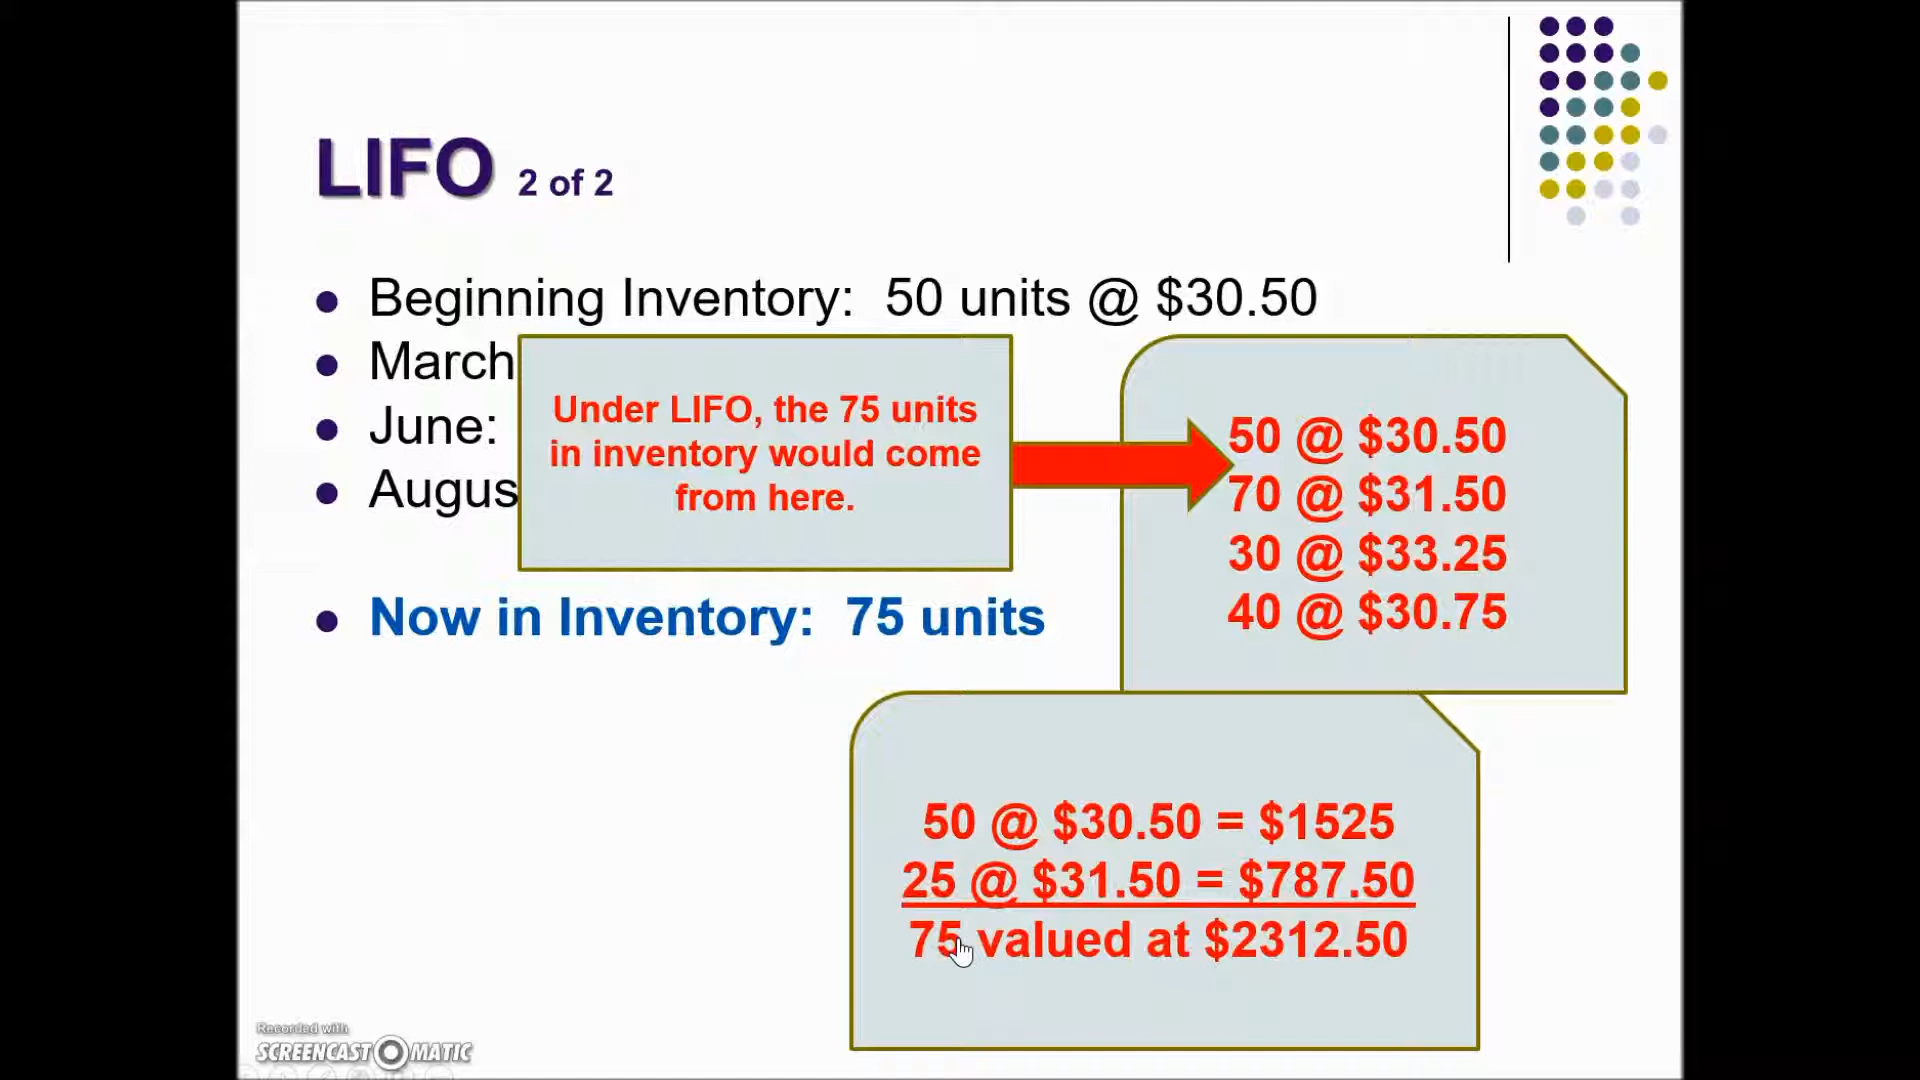 LIFO 2 of 2
Beginning Inventory: 50 units @ $30.50
March
June:
Augus
Under LIFO, the 75 units
in inventory would come
from here.
50 @ $30.50
70 @ $31.50
30 @ $33.25
40 @ $30.75
Now in Inventory: 75 units
50 @ $30.50 = $1525
25 @ $31.50 = $787.50
75 valued at $2312.50
Recorded with
SCREENCAST MATIC